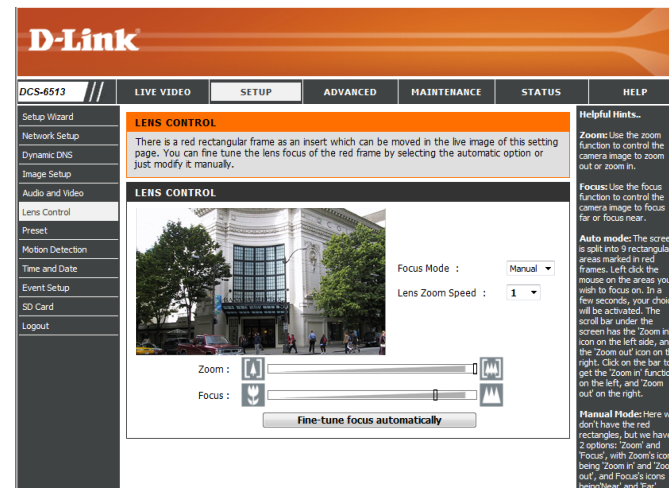 D-Link
DCS-6513
LIVE VIDEO
SETUP
ADVANCED
MAINTENANCE
STATUS
HELP
Setup Wizard
Network Setup
Dynamic DNS
Image Setup
Audio and Video
Lens Control
Preset
Motion Detection
Time and Date
Event Setup
SD Card
Logout
LENS CONTROL
There is a red rectangular frame as an insert which can be moved in the live image of this setting
page. You can fine tune the lens focus of the red frame by selecting the automatic option or
just modify it manually.
LENS CONTROL
Focus Mode :
Manual
Lens Zoom Speed :
1
Zoom :
Focus :
Fine-tune focus automatically
Helpful Hints..
Zoom: Use the zoom
function to control the
camera image to zoom
out or zoom in.
Focus: Use the focus
function to control the
camera image to focus
far or focus near.
Auto mode: The scree
is split into 9 rectangula
areas marked in red
frames. Left click the
mouse on the areas you
wish to focus on. In a
few seconds, your choic
will be activated. The
scroll bar under the
screen has the 'Zoom in
icon on the left side, an
the 'Zoom out' icon on th
right. Click on the bar to
get the 'Zoom in' functio
on the left, and 'Zoom
out' on the right.
Manual Mode: Here w
don't have the red
rectangles, but we have
2 options: 'Zoom' and
'Focus', with Zoom's icon
being 'Zoom in' and 'Zoo
out', and Focus's icons
being'Near' and 'Far'